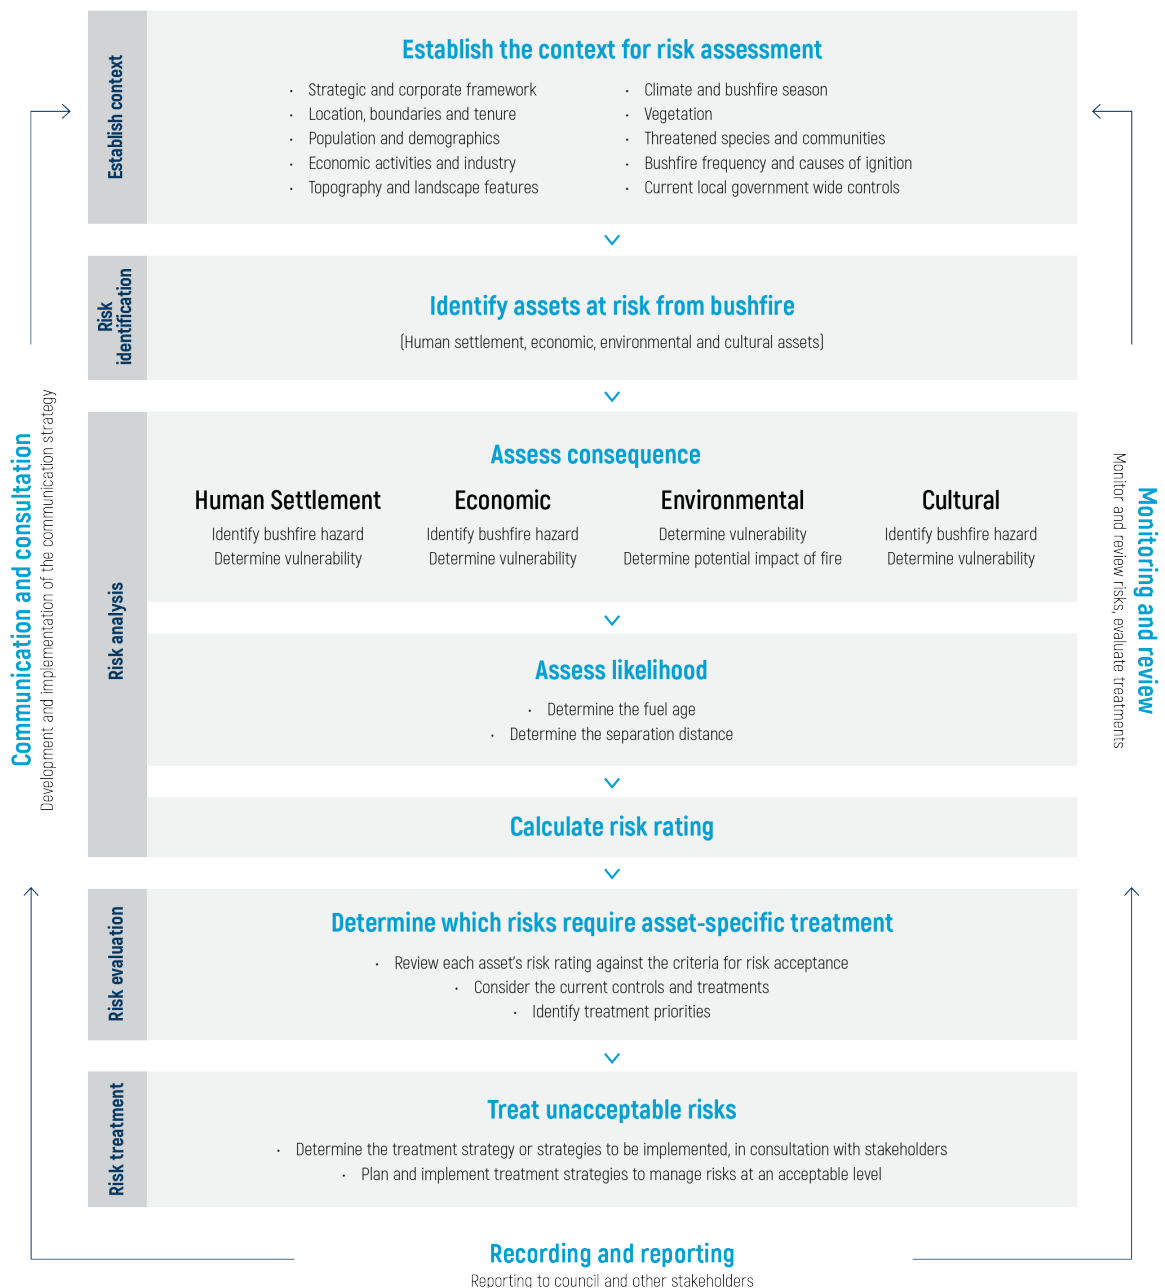 Establish context
Establish the context for risk assessment
· Strategic and corporate framework
· Location, boundaries and tenure
· Population and demographics
· Economic activities and industry
· Topography and landscape features
· Climate and bushfire season
· Vegetation
· Threatened species and communities
· Bushfire frequency and causes of ignition
· Current local government wide controls
Risk
identification
Identify assets at risk from bushfire
(Human settlement, economic, environmental and cultural assets)
Communication and consultation
Development and implementation of the communication strategy
Risk analysis
Assess consequence
Human Settlement
Identify bushfire hazard
Determine vulnerability
Economic
Identify bushfire hazard
Determine vulnerability
Environmental
Determine vulnerability
Determine potential impact of fire
Cultural
Identify bushfire hazard
Determine vulnerability
Assess likelihood
· Determine the fuel age
· Determine the separation distance
Calculate risk rating
Monitoring and review
Monitor and review risks, evaluate treatments
Risk evaluation
Determine which risks require asset-specific treatment
· Review each asset's risk rating against the criteria for risk acceptance
· Consider the current controls and treatments
· Identify treatment priorities
Risk treatment
Treat unacceptable risks
· Determine the treatment strategy or strategies to be implemented, in consultation with stakeholders
· Plan and implement treatment strategies to manage risks at an acceptable level
Recording and reporting
Reporting to council and other stakeholders